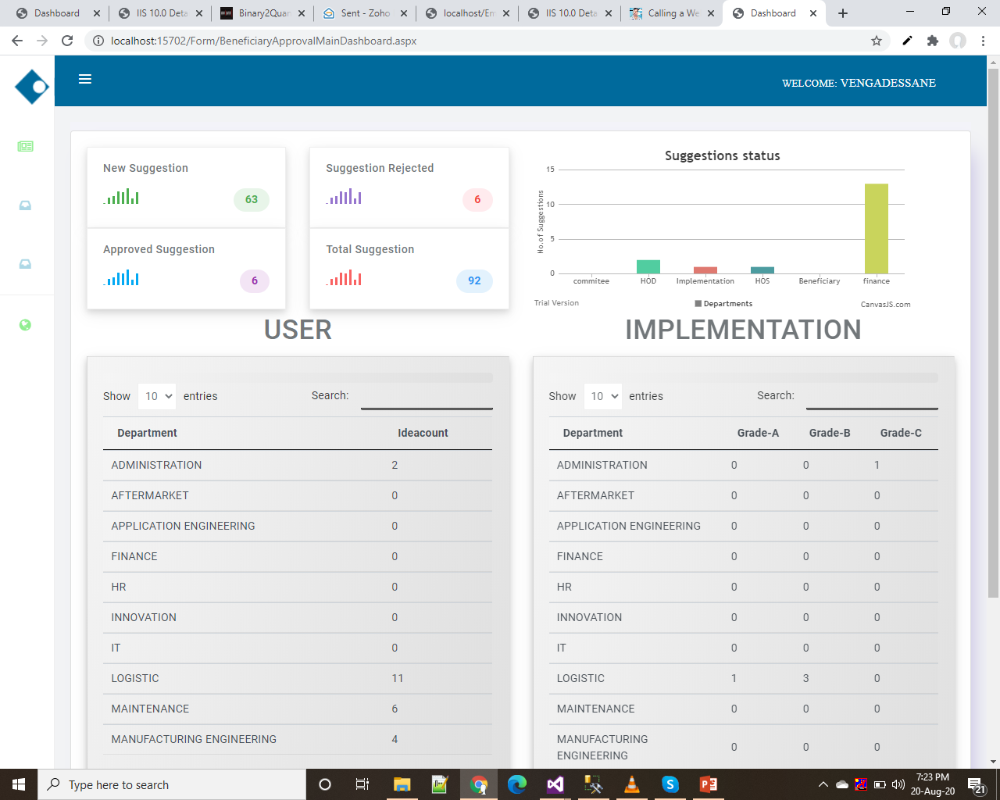 Dashboard
IIS 10.0 Deta
Binary2Quan
Sent - Zoho
localhost/Em
IIS 10.0 Deta
Calling a We
Dashboard
localhost:15702/Form/BeneficiaryApprovalMainDashboard.aspx
WELCOME: VENGADESSANE
New Suggestion
63
Suggestion Rejected
6
Approved Suggestion
6
Total Suggestion
92
Suggestions status
No.of Suggestions
15
10
5
0
commitee HOD Implementation HOS Beneficiary finance
Trial Version Departments CanvasJS.com
USER
Show 10 entries Search:
Department Ideacount
ADMINISTRATION 2
AFTERMARKET 0
APPLICATION ENGINEERING 0
FINANCE 0
HR 0
INNOVATION 0
IT 0
LOGISTIC 11
MAINTENANCE 6
MANUFACTURING ENGINEERING 4
IMPLEMENTATION
Show 10 entries Search:
Department Grade-A Grade-B Grade-C
ADMINISTRATION 0 0 1
AFTERMARKET 0 0 0
APPLICATION ENGINEERING 0 0 0
FINANCE 0 0 0
HR 0 0 0
INNOVATION 0 0 0
IT 0 0 0
LOGISTIC 1 3 0
MAINTENANCE 0 0 0
MANUFACTURING
ENGINEERING 0 0 0
Type here to search
7:23 PM
20-Aug-20
21